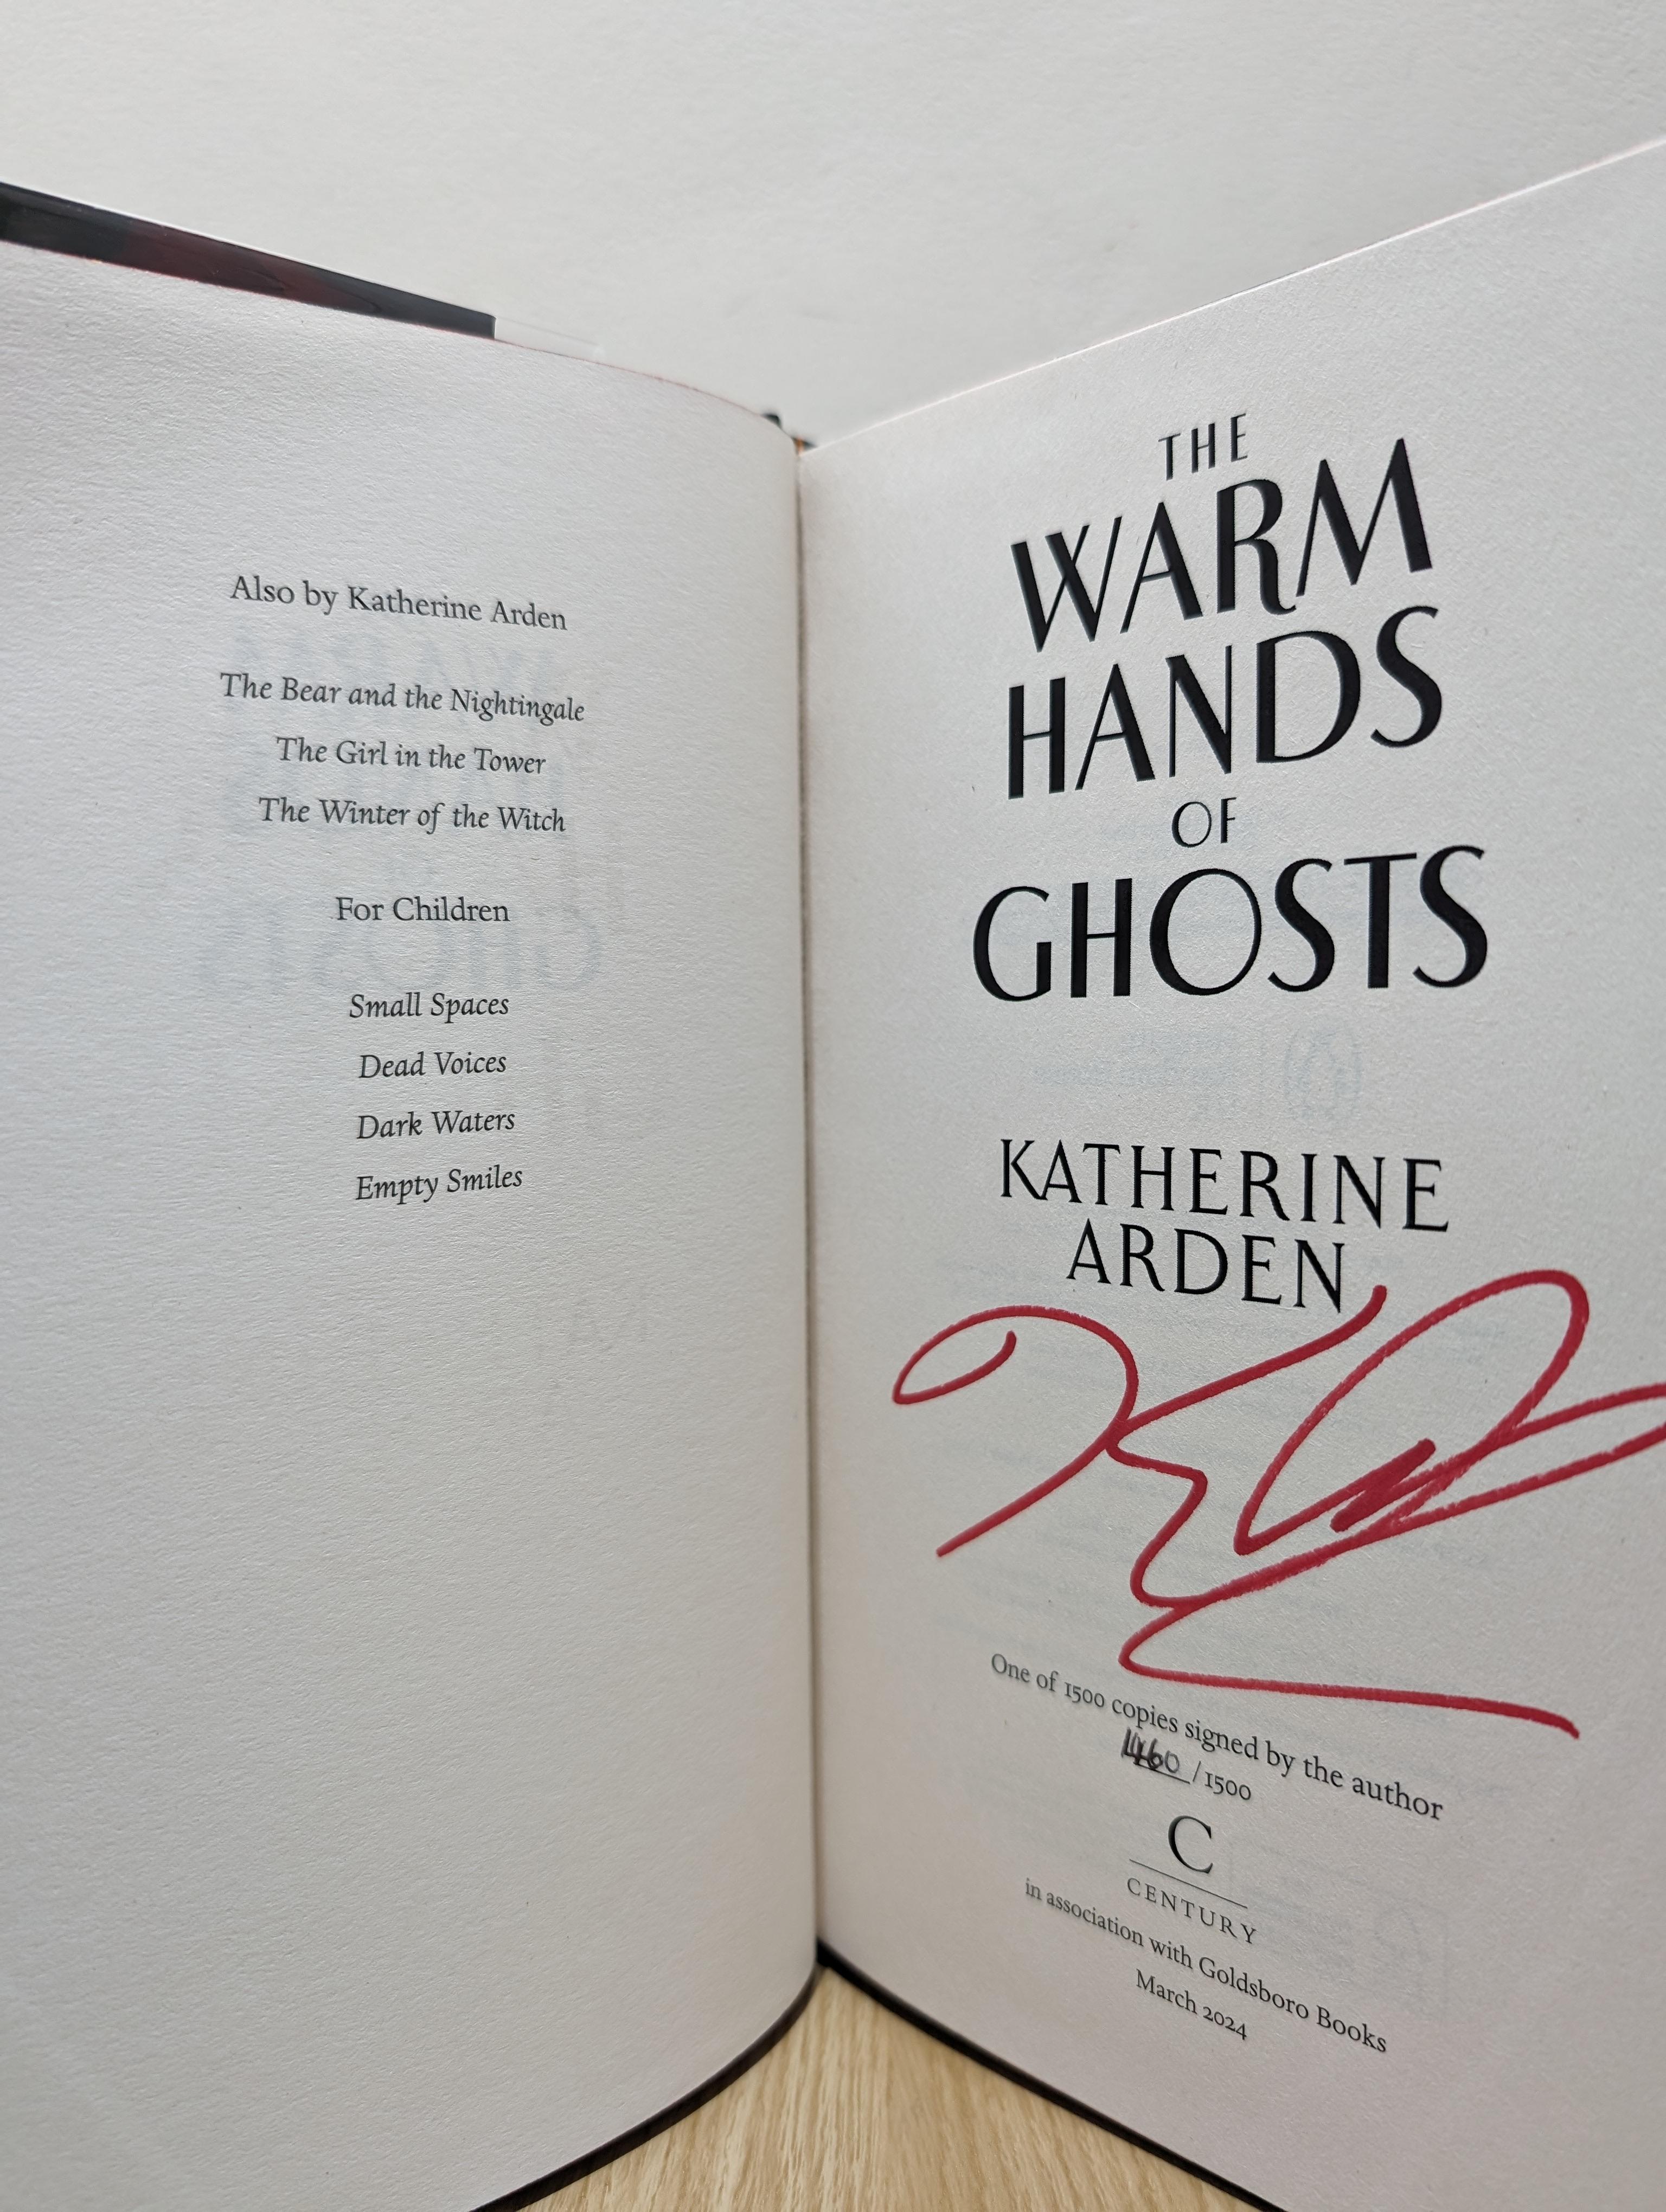 Also by Katherine Arden
The Bear and the Nightingale
The Girl in the Tower
The Winter of the Witch
For Children
Small Spaces
Dead Voices
Dark Waters
Empty Smiles
THE
WARM
HANDS
OF
GHOSTS
KATHERINE
ARDEN
One of 1500 copies signed by the author
/1500
C
CENTURY
in association with Goldsboro Books
March 2024